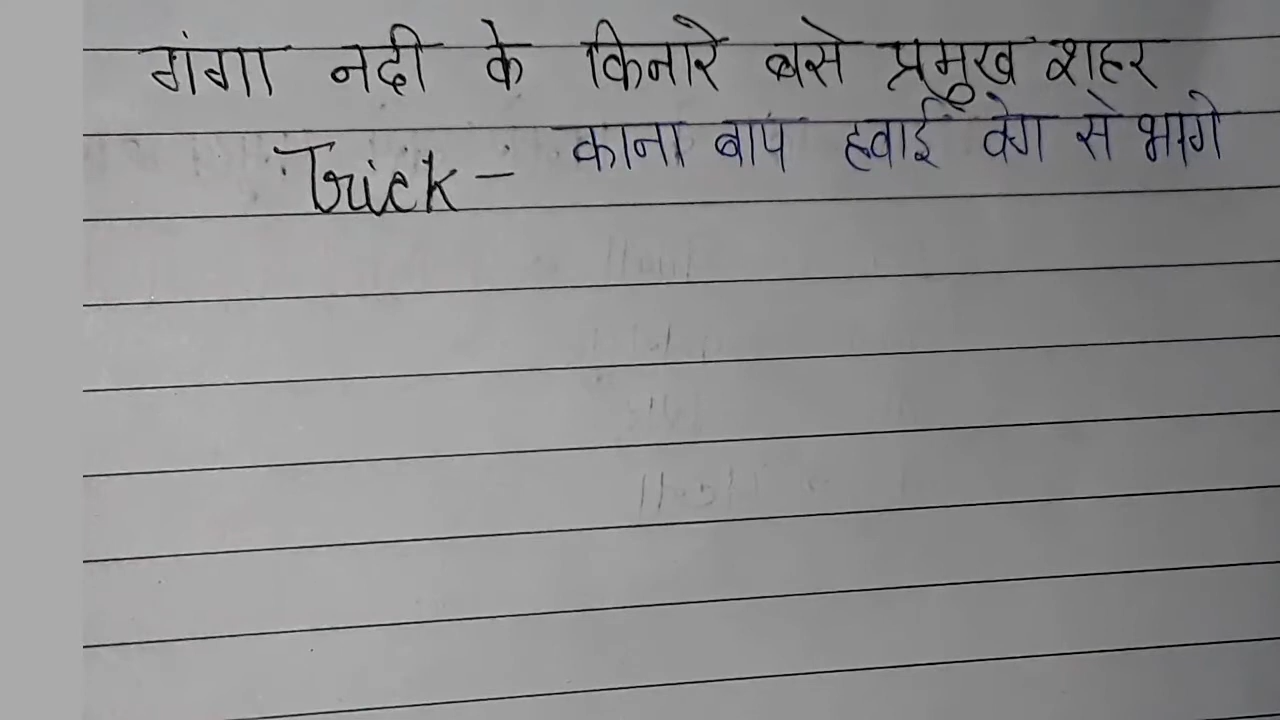 गंगा नदी के किनारे बसे प्रमुख शहर
Trick - काना बाप हवाई वेग से भागे